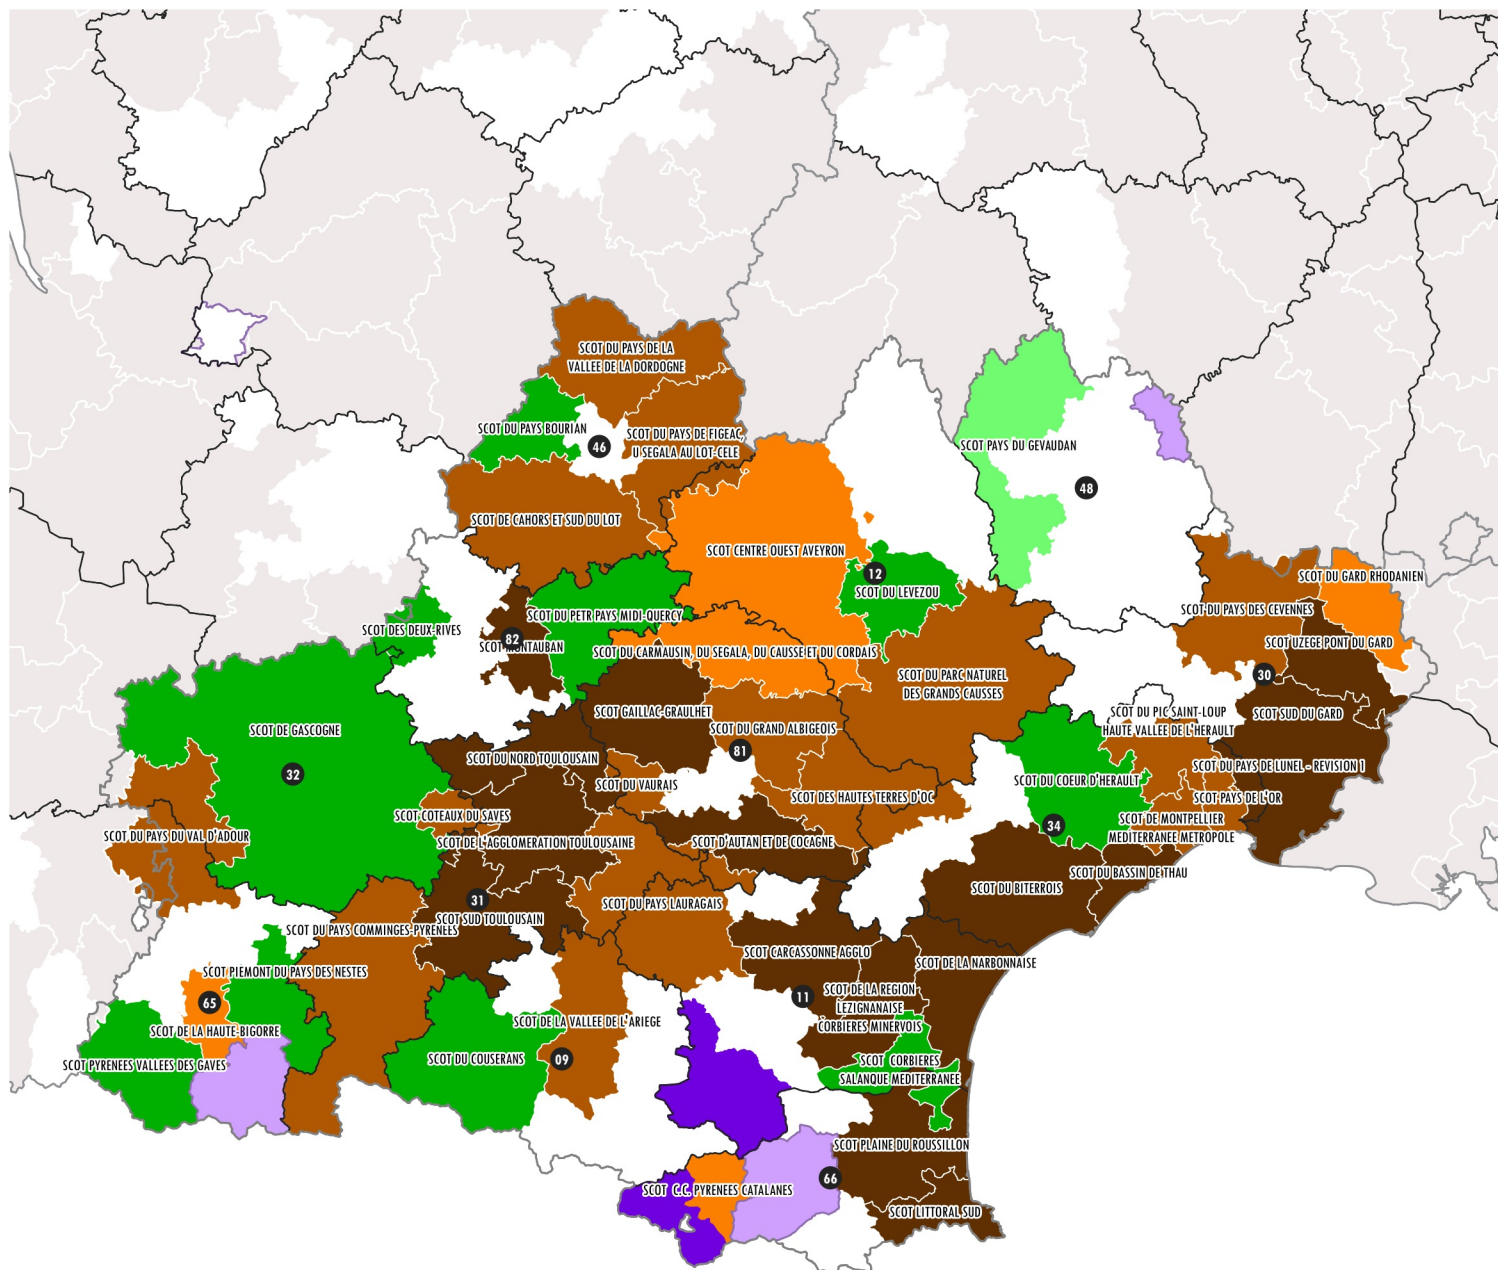 SCOT DU PAYS DE LA
VALLEE DE LA DORDOGNE
SCOT DU PAYS BOURIAN
46
SCOT DU PAYS DE FIGEAC,
U SEGALA AU LOT-CELE
SCOT PAYS DU GEVAUDAN
48
SCOT DE CAHORS ET SUD DU LOT
SCOT CENTRE OUEST AVEYRON
12
SCOT DU LEVEZOU
SCOT DU GARD RHODANIEN
SCOT DU PAYS DES CEVENNES
SCOT DU PETR PAYS MIDI-QUERCY
SCOT DES DEUX-RIVES
82
SCOT MONTAUBAN
SCOT UZEGE PONT DU GARD
SCOT DU CARMAUSIN, DU SEGALA, DU CAUSSE ET DU CORDAIS
30
SCOT DU PARC NATUREL
DES GRANDS CAUSSES
SCOT GAILLAC-GRAULHET
SCOT DU PIC SAINT-LOUP
HAUTE VALLEE DE L'HERAULT
SCOT SUD DU GARD
SCOT DE GASCOGNE
SCOT DU GRAND ALBIGEOIS
81
SCOT DU NORD TOULOUSAIN
SCOT DU PAYS DE LUNEL - REVISION 1
32
SCOT DU VAURAIS
SCOT DU COEUR D'HERAULT
SCOT DES HAUTES TERRES D'OC
SCOT PAYS DE L'OR
SCOT COTEAUX DU SAVES
SCOT DE MONTPELLIER
MEDITERRANEE METROPOLE
34
SCOT DU PAYS DU VAL D'ADOUR
SCOT DE L'AGGLOMERATION TOULOUSAINE
SCOT D'AUTAN ET DE COCAGNE
SCOT DU BASSIN DE THAU
SCOT DU BITERROIS
31
SCOT DU PAYS LAURAGAIS
SCOT SUD TOULOUSAIN
SCOT DU PAYS COMMINGES-PYRENEES
SCOT CARCASSONNE AGGLO
SCOT DE LA NARBONNAISE
SCOT PIEMONT DU PAYS DES NESTES
65
11
SCOT DE LA REGION
LEZIGNANAISE
CORBIERES MINERVOIS
SCOT DE LA VALLEE DE L'ARIEGE
SCOT DE LA HAUTE-BIGORRE
SCOT DU COUSERANS
09
SCOT CORBIERES
SALANQUE MEDITERRANEE
SCOT PYRENEES VALLEES DES GAVES
SCOT PLAINE DU ROUSSILLON
66
SCOT C.C. PYRENEES CATALANES
SCOT LITTORAL SUD